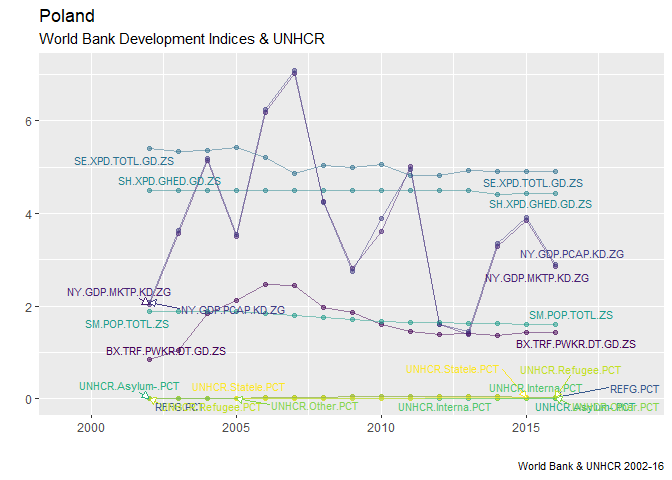 Poland
World Bank Development Indices & UNHCR
6
SE.XPD.TOTL.GD.ZS
SH.XPD.GHED.GD.ZS
SE.XPD.TOTL.GD.ZS
4
SH.XPD.GHED.GD.ZS
NY.GDP.PCAP.KD.ZG
NY.GDP.MKTP.KD.ZG
NY.GDP.MKTP.KD.ZG
2
NY.GDP.PCAP.KD.ZG
SM.POP.TOTL.ZS
SM.POP.TOTL.ZS
BX.TRF.PWKR.DT.GD.ZS
BX.TRF.PWKR.DT.GD.ZS
UNHCR.Statele.PCT
UNHCR.Refugee.PCT
UNHCR.Asylum-.PCT
UNHCR.Statele.PCT
UNHCR.Interna.PCT
REFG.PCT
0
REFG.PCT
UNHCR.Refugee.PCT
UNHCR.Other.PCT
UNHCR.Interna.PCT
UNHCR.Asylum-.PCT
2000
2005
2010
2015
World Bank & UNHCR 2002-16